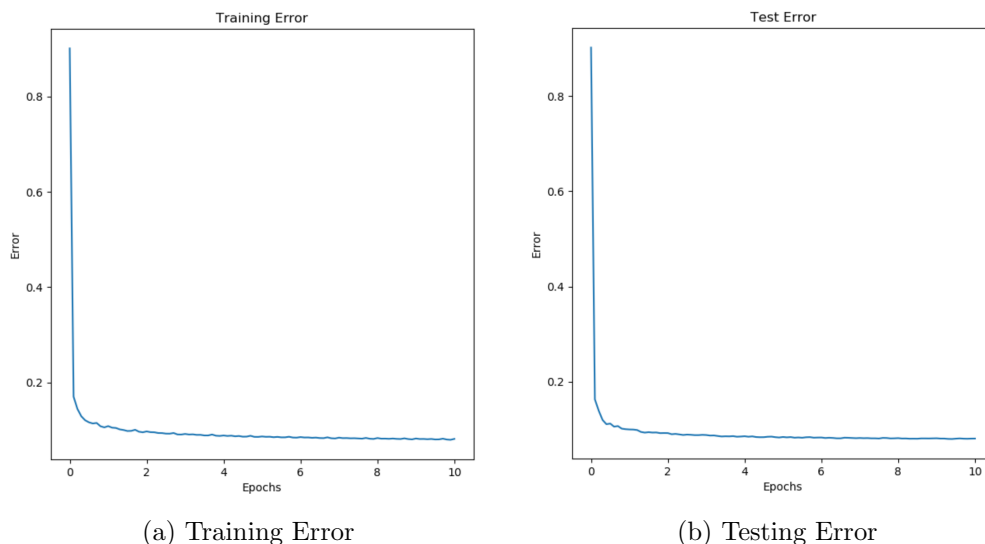 Training Error
0.8
0.6
0.4
0.2
Error
0 2 4 6 8 10
Epochs
(a) Training Error
Test Error
0.8
0.6
0.4
0.2
Error
0 2 4 6 8 10
Epochs
(b) Testing Error